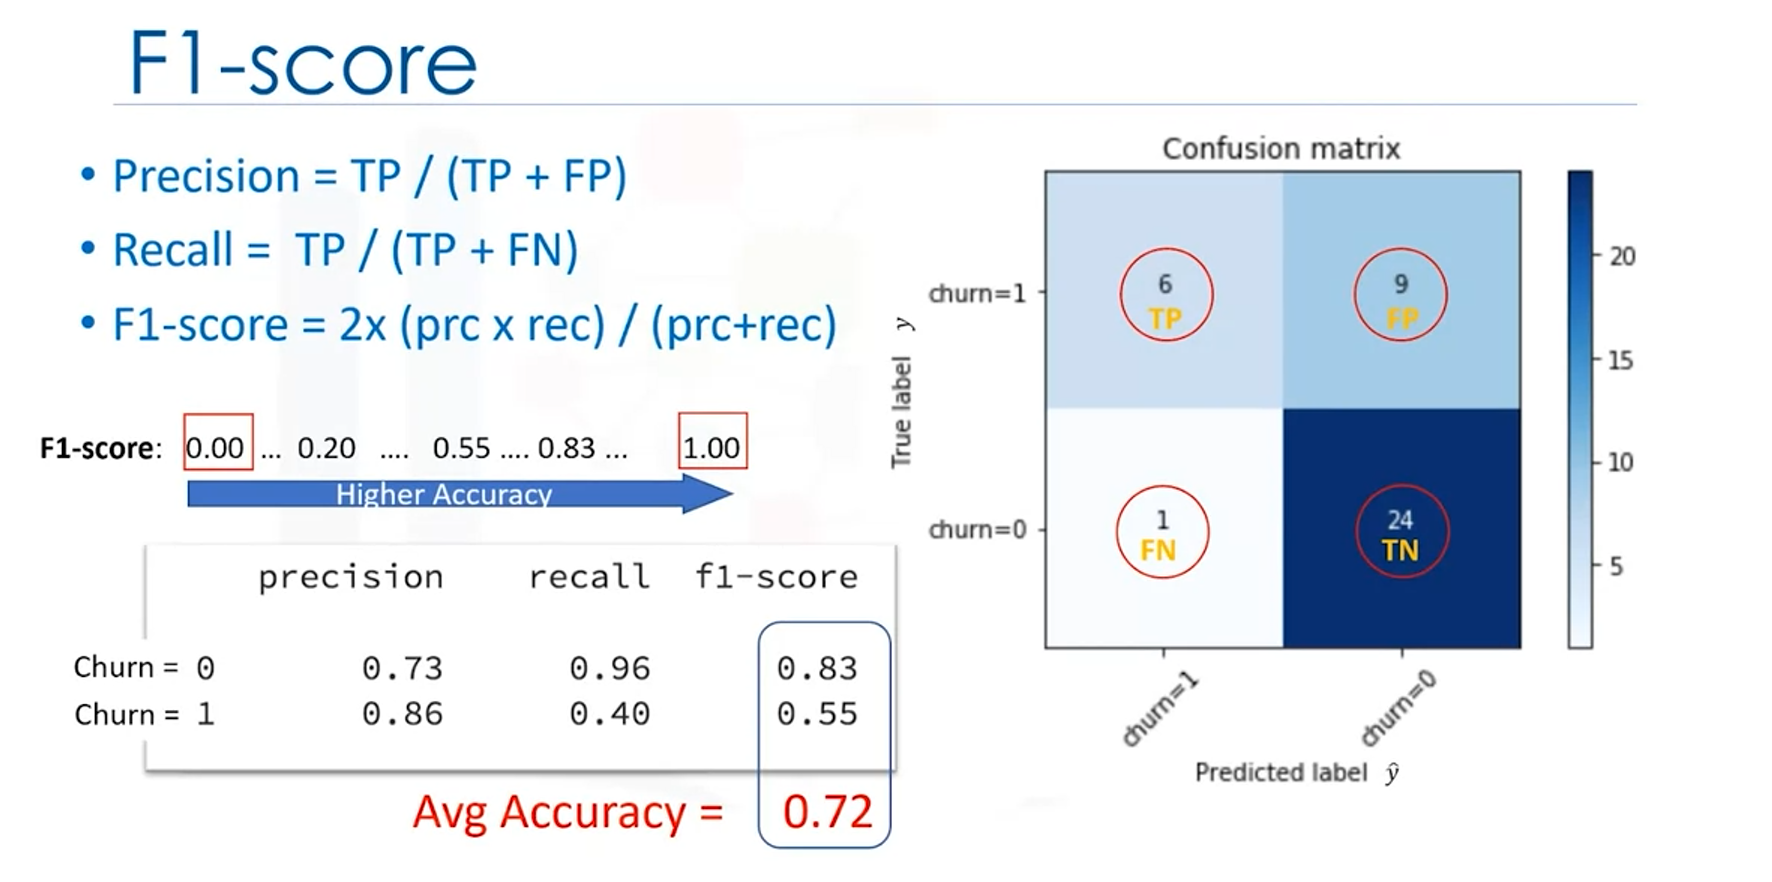 F1-score
• Precision = TP / (TP + FP)
• Recall = TP / (TP + FN)
• F1-score = 2x (prc x rec) / (prc+rec)
F1-score: 0.00 ... 0.20 .... 0.55 .... 0.83 ... 1.00
Higher Accuracy
precision recall f1-score
Churn = 0 0.73 0.96 0.83
Churn = 1 0.86 0.40 0.55
Avg Accuracy = 0.72
Confusion matrix
True label y
churn=1
churn=0
6
TP
9
FP
1
FN
24
TN
churn=1
churn=0
Predicted label ŷ
20
15
10
5